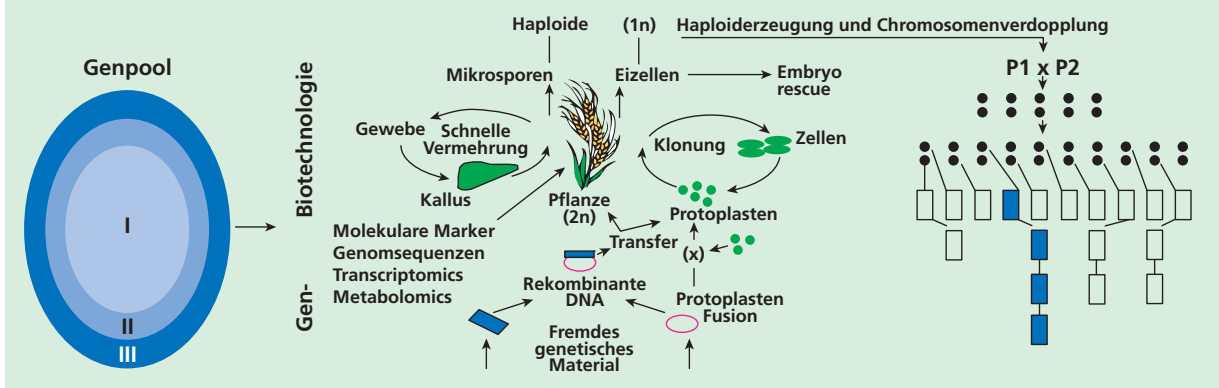 Genpool
I
II
III
Gen-
Biotechnologie
Haploide
(1n)
Haploiderzeugung und Chromosomenverdopplung
Mikrosporen
Eizellen
Embryo
rescue
P1 x P2
Gewebe
Schnelle
Vermehrung
Kallus
Klonung
Zellen
Pflanze
(2n)
Protoplasten
Molekulare Marker
Genomsequenzen
Transcriptomics
Metabolomics
Transfer
(x)
Rekombinante
DNA
Protoplasten
Fusion
Fremdes
genetisches
Material